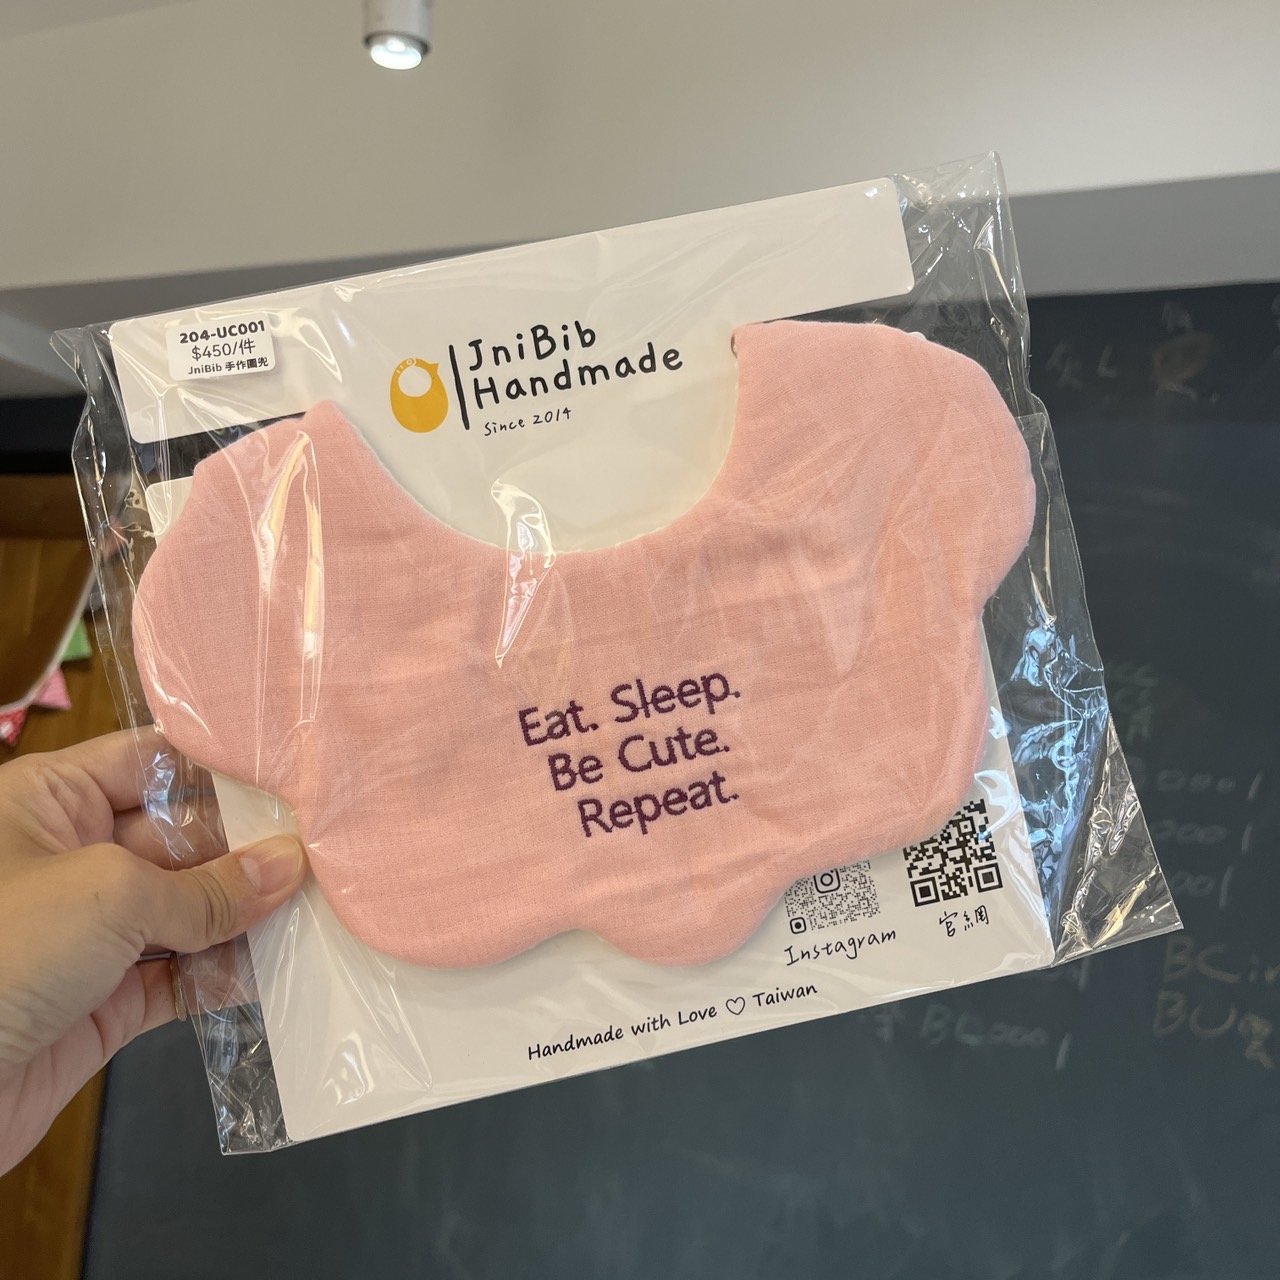 204-UC001
$450/件
JniBib 手作圍兜
JniBib
Handmade
Since 2014
Eat. Sleep.
Be Cute.
Repeat.
Instagram
官網
Handmade with Love ♡ Taiwan